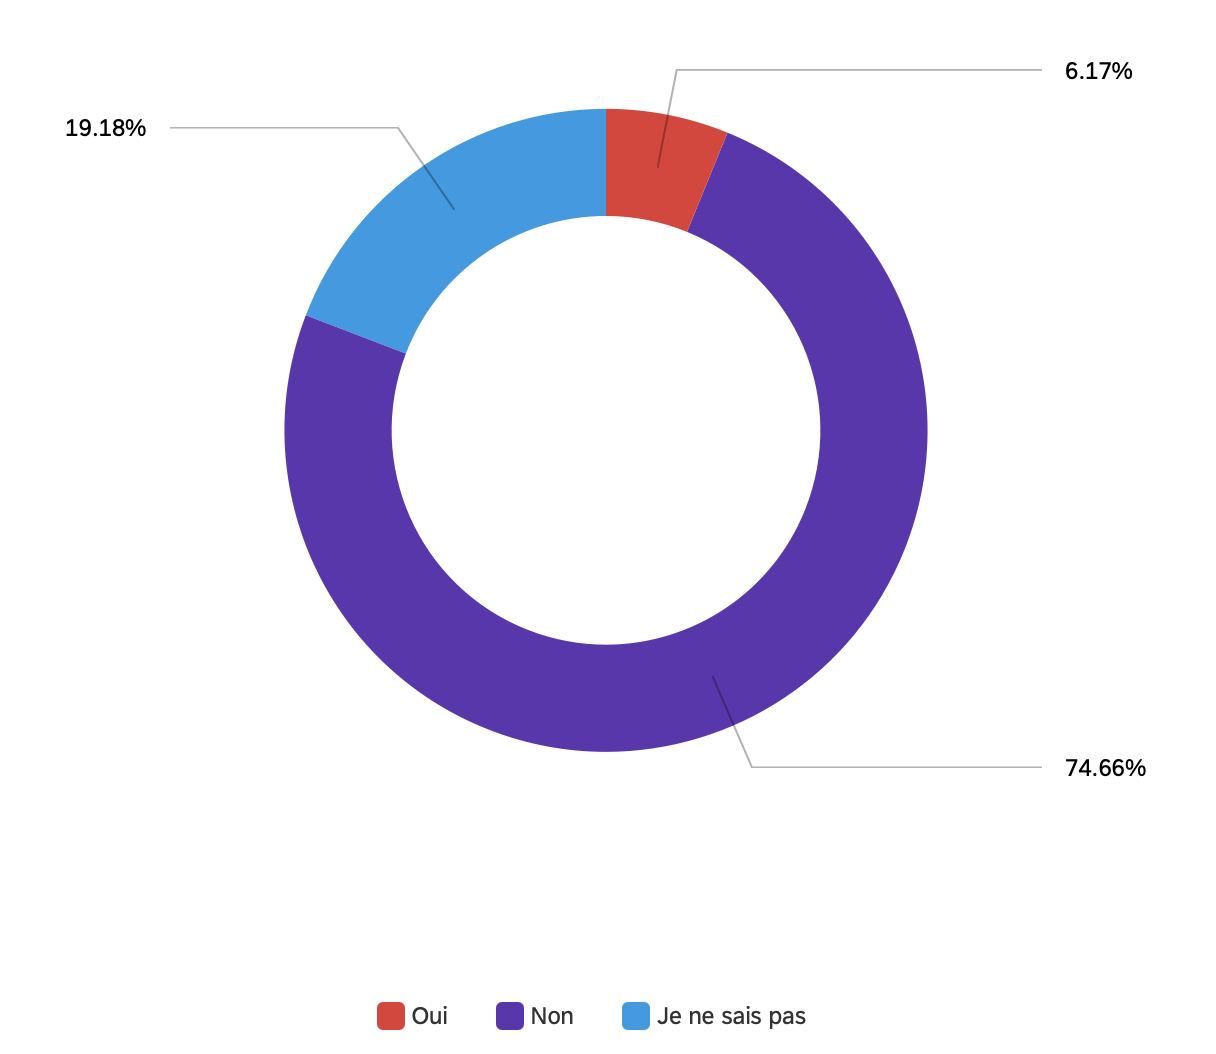 6.17%
19.18%
74.66%
Oui
Non
Je ne sais pas